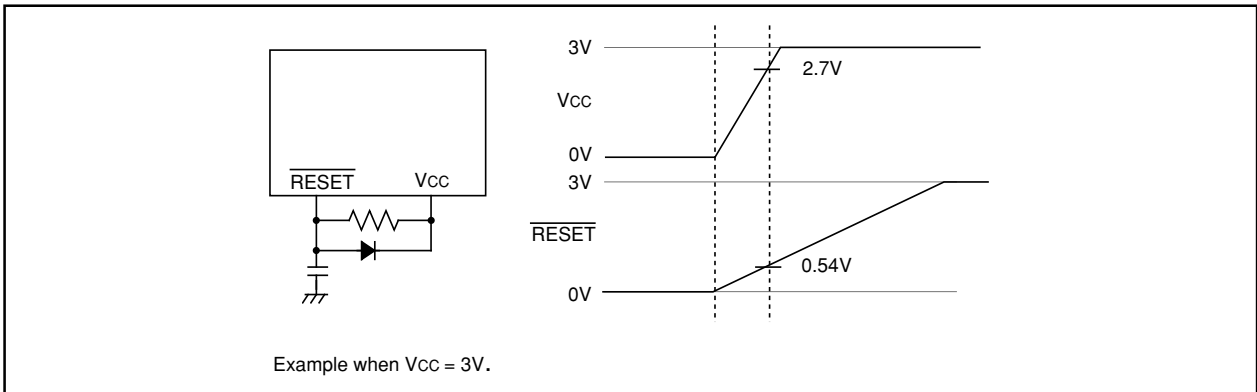 3V
2.7V
VCC
0V
RESET VCC
3V
RESET
0.54V
0V
Example when VCC = 3V.